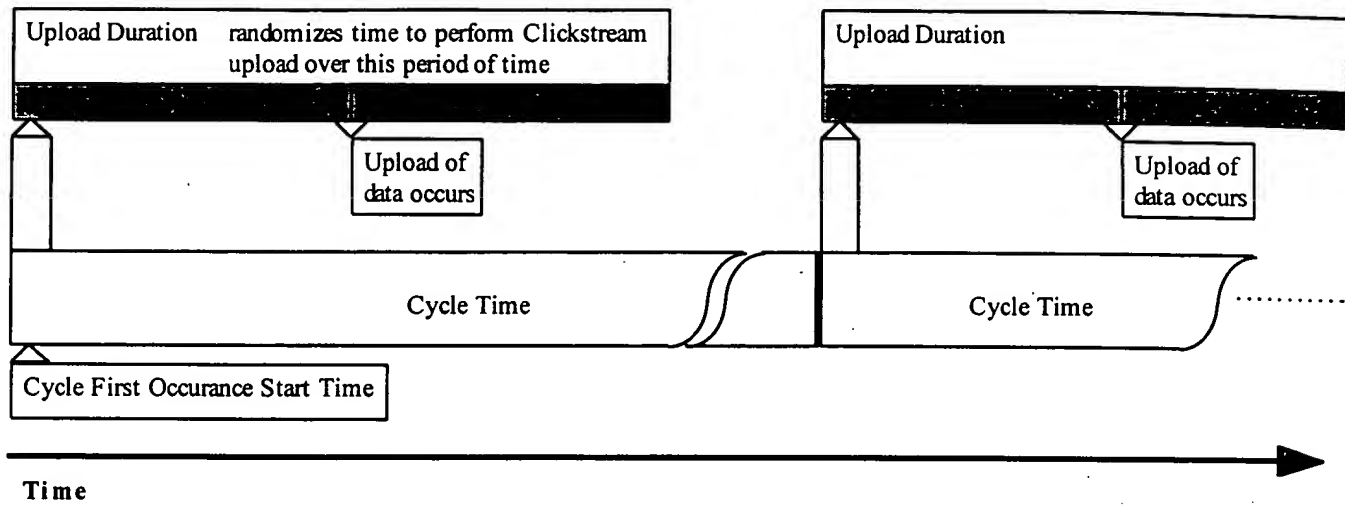 Upload Duration randomizes time to perform Clickstream
upload over this period of time
Upload Duration
Upload of
data occurs
Upload of
data occurs
Cycle Time
Cycle Time
Cycle First Occurance Start Time
Time